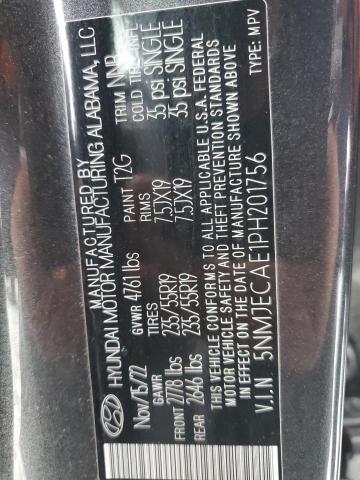 MANUFACTURED BY
HYUNDAI MOTOR MANUFACTURING ALABAMA, LLC
Nov/15/22 GVWR 4761 lbs PAINT T2G TRIM NNB
GAWR TIRES RIMS COLD TIRE INFL
FRONT 2778 lbs 235/55R19 7.5JX19 35 psi SINGLE
REAR 2646 lbs 235/55R19 7.5JX19 35 psi SINGLE
THIS VEHICLE CONFORMS TO ALL APPLICABLE U.S.A. FEDERAL
MOTOR VEHICLE SAFETY AND THEFT PREVENTION STANDARDS
IN EFFECT ON THE DATE OF MANUFACTURE SHOWN ABOVE
V.I.N 5NMJECAE1PH201756 TYPE: MPV